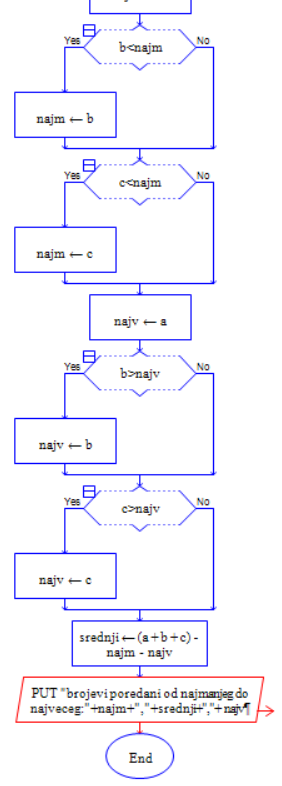 b<najm
Yes
No
najm ← b
c<najm
Yes
No
najm ← c
najv ← a
b>najv
Yes
No
najv ← b
c>najv
Yes
No
najv ← c
srednji ← (a+b+c) -
najm - najv
PUT "brojevi poredani od najmanjeg do
najveceg:"+najm+","+srednji+","+najv¶
End